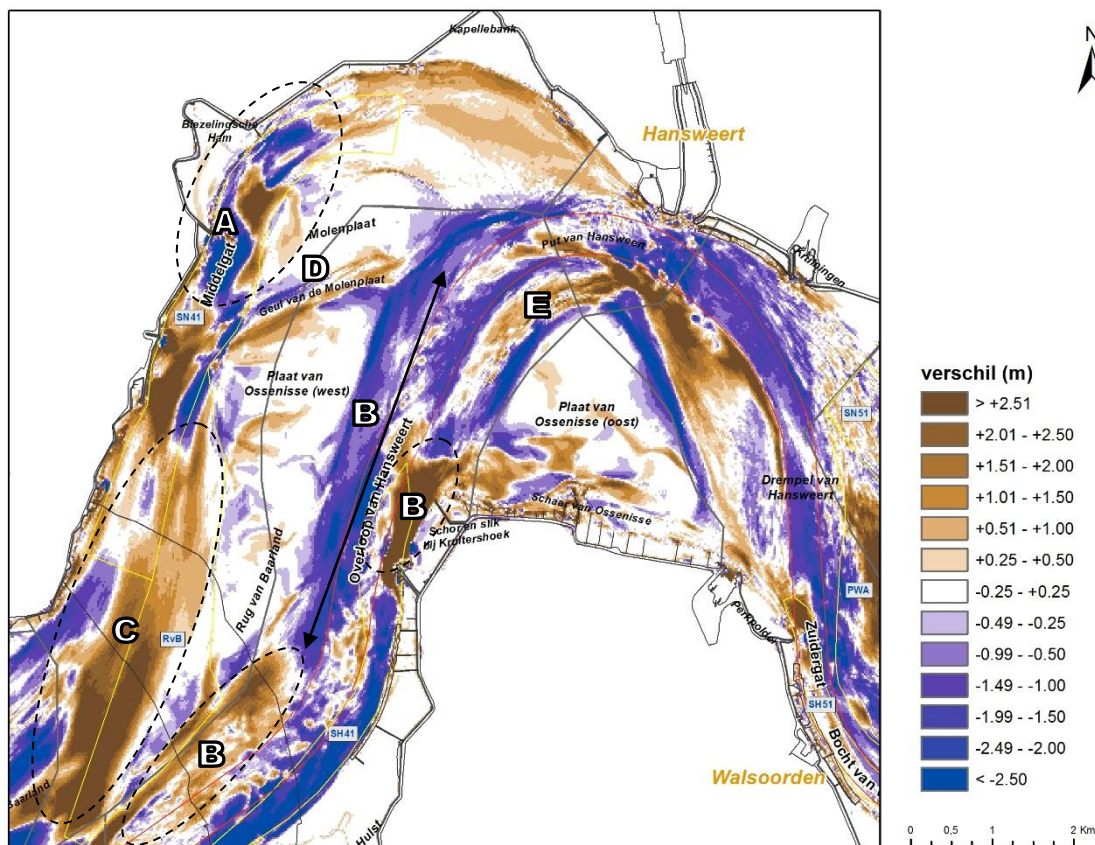 Kapellebank
N
Biezelingsche
Ham
Hansweert
A
Middelgat
Molenplaat
Put van Hansweert
Kruiningen
D
Geul van de Molenplaat
E
SN41
Plaat van
Ossenisse (west)
B
Plaat van
Ossenisse (oost)
SN51
verschil (m)
> +2.51
+2.01 - +2.50
+1.51 - +2.00
+1.01 - +1.50
+0.51 - +1.00
+0.25 - +0.50
-0.25 - +0.25
-0.49 - -0.25
-0.99 - -0.50
-1.49 - -1.00
-1.99 - -1.50
-2.49 - -2.00
< -2.50
Overloop van Hansweert
B
Schaar van Ossenisse
Schor en slik
bij Kruitershoek
Drempel van
Hansweert
PWA
Rug van Baarland
C
RvB
Perkpolder
Zuidergat
SH51
SH41
B
Bocht van
Baarland
Walsoorden
Hulst
0 0,5 1 2 Km